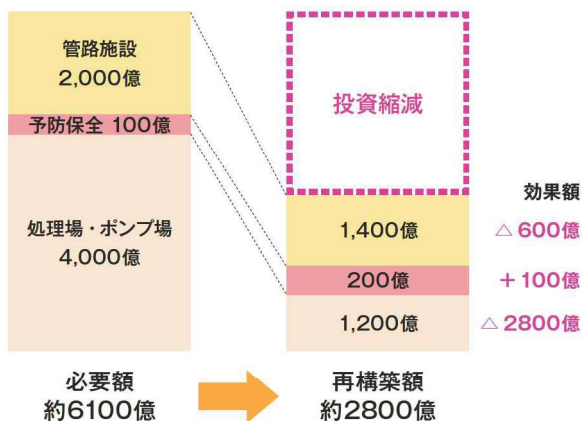 管路施設
2,000億
予防保全 100億
処理場・ポンプ場
4,000億
必要額
約6100億
投資縮減
1,400億
200億
1,200億
再構築額
約2800億
効果額
△ 600億
＋100億
△ 2800億